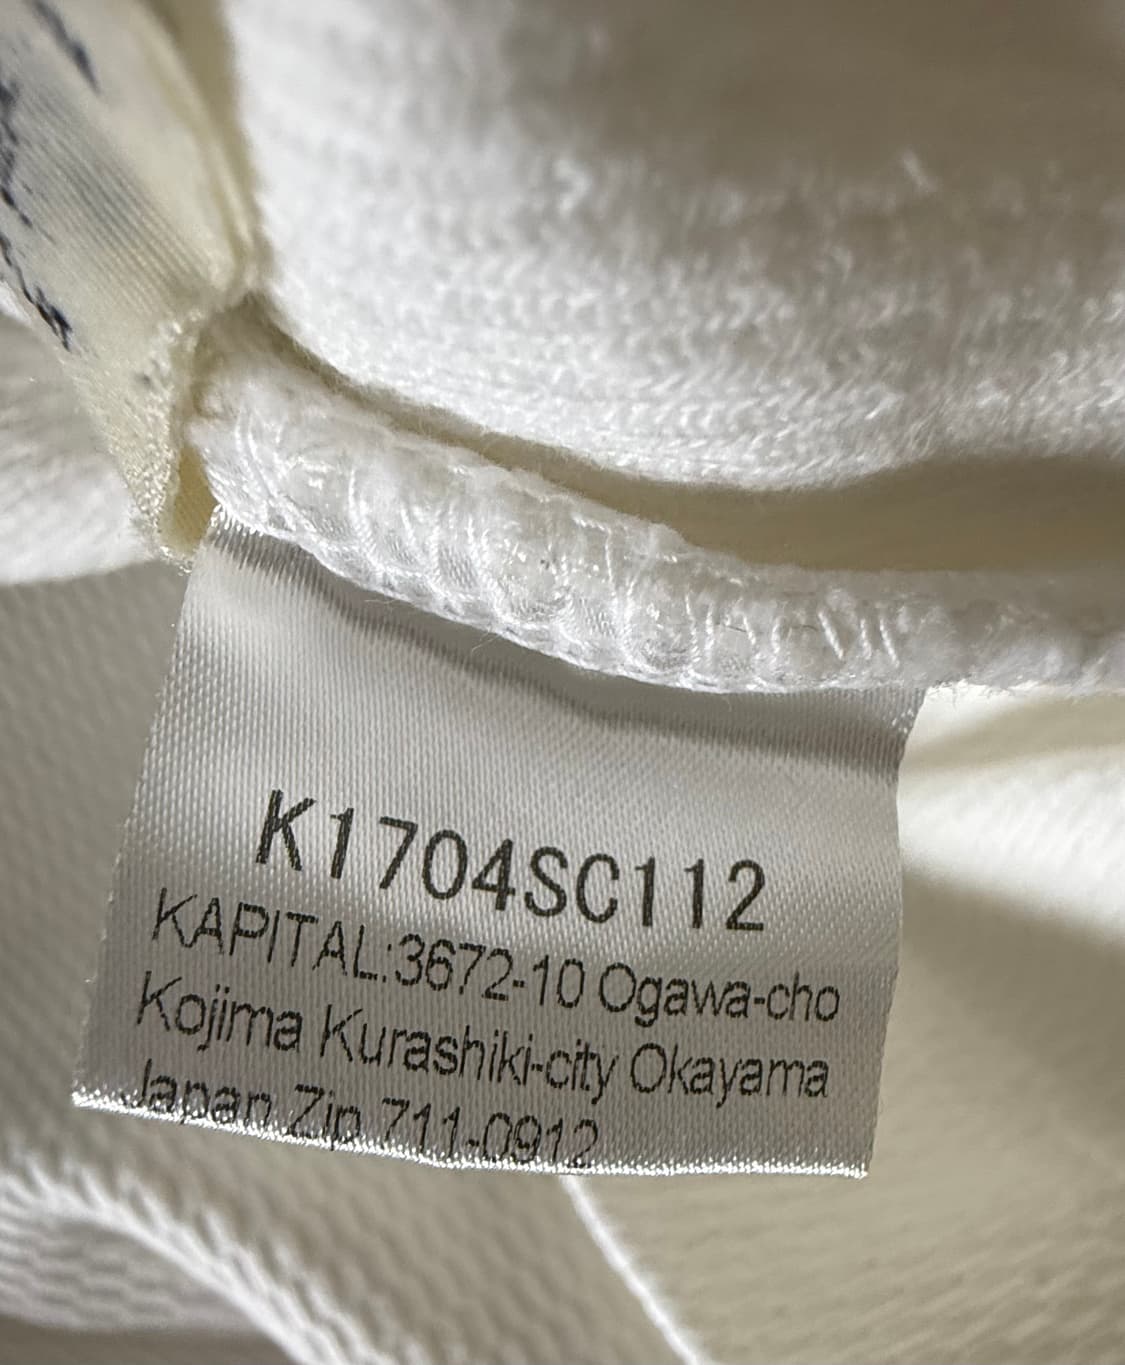 K1704SC112
KAPITAL:3672-10 Ogawa-cho
Kojima Kurashiki-city Okayama
Japan Zip 711-0912